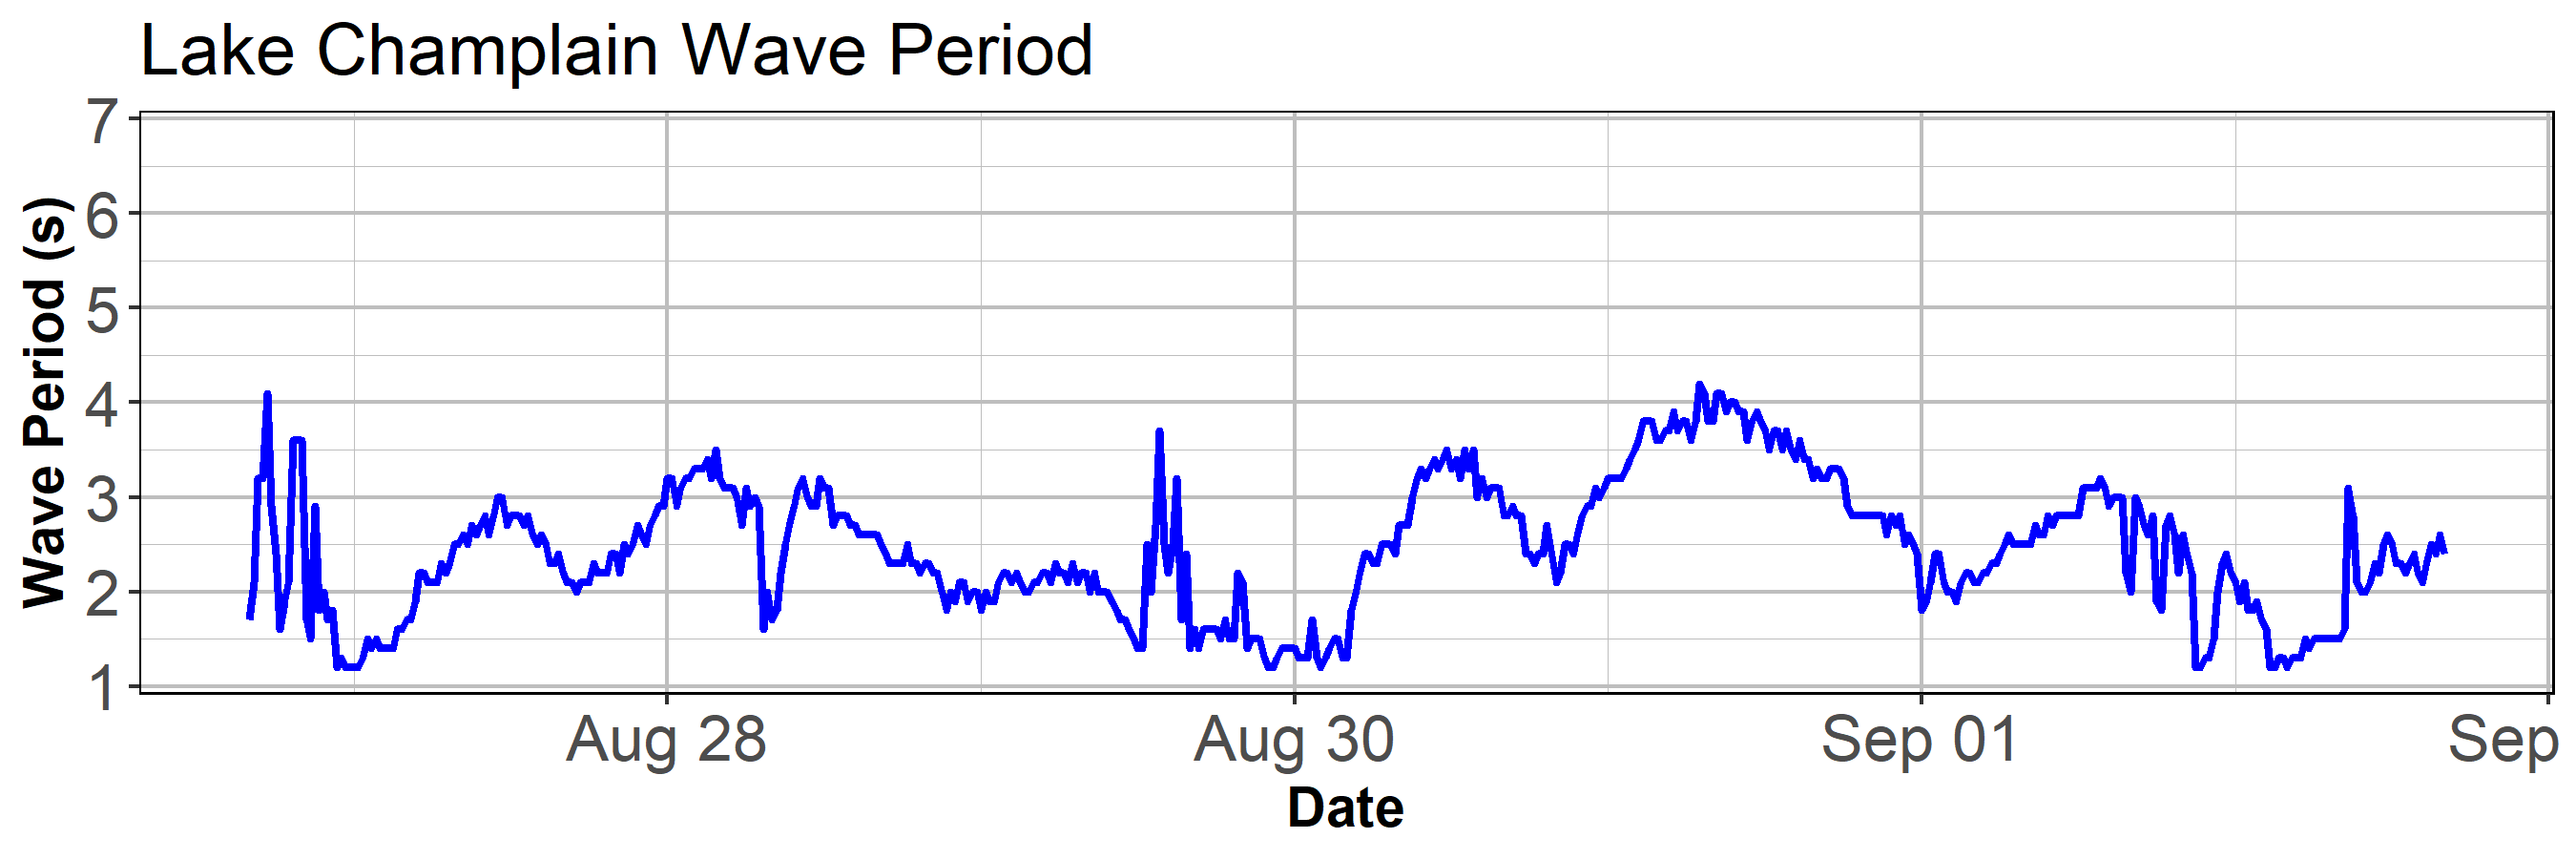 Lake Champlain Wave Period
Wave Period (s)
7
6
5
4
3
2
1
Aug 28
Aug 30
Sep 01
Sep
Date